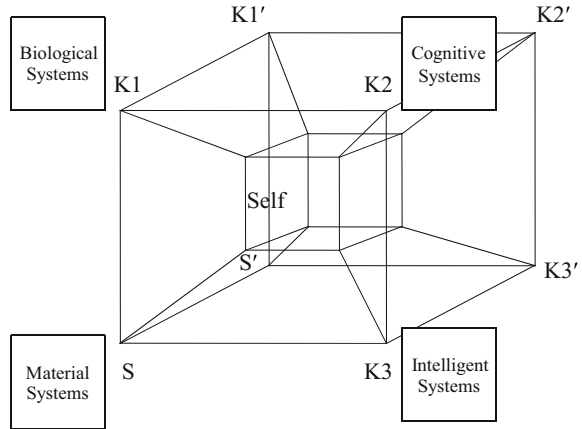 K1′
K2′
Biological
Systems
Cognitive
Systems
K1
K2
Self
S′
K3′
Material
Systems
S
K3
Intelligent
Systems